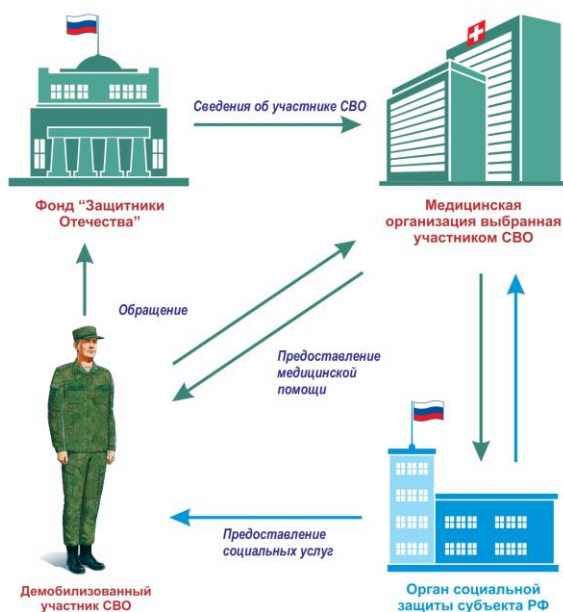 Сведения об участнике СВО
Фонд “Защитники
Отечества”
Медицинская
организация выбранная
участником СВО
Обращение
Предоставление
медицинской
помощи
Предоставление
социальных услуг
Демобилизованный
участник СВО
Орган социальной
защиты субъекта РФ